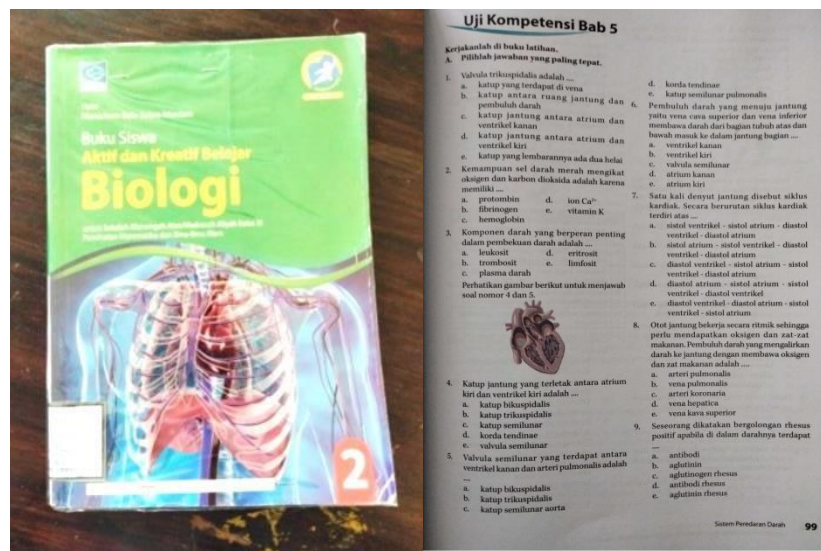 Buku Siswa
Aktif dan Kreatif Belajar
Biologi
2
Uji Kompetensi Bab 5
Kerjakanlah di buku latihan.
A. Pilihlah jawaban yang paling tepat.
1. Valvula trikuspidalis adalah ....
a. katup yang terdapat di vena
b. katup antara ruang jantung dan
pembuluh darah
c. katup jantung antara atrium dan
ventrikel kanan
d. katup jantung antara atrium dan
ventrikel kiri
e. katup yang lembarannya ada dua helai
2. Kemampuan sel darah merah mengikat
oksigen dan karbon dioksida adalah karena
memiliki ....
a. protombin d. ion Ca²⁺
b. fibrinogen e. vitamin K
c. hemoglobin
3. Komponen darah yang berperan penting
dalam pembekuan darah adalah ....
a. leukosit d. eritrosit
b. trombosit e. limfosit
c. plasma darah
Perhatikan gambar berikut untuk menjawab
soal nomor 4 dan 5.
4. Katup jantung yang terletak antara atrium
kiri dan ventrikel kiri adalah ....
a. katup bikuspidalis
b. katup trikuspidalis
c. katup semilunar
d. korda tendinae
e. valvula semilunar
5. Valvula semilunar yang terdapat antara
ventrikel kanan dan arteri pulmonalis adalah
....
a. katup bikuspidalis
b. katup trikuspidalis
c. katup semilunar aorta
d. korda tendinae
e. katup semilunar pulmonalis
6. Pembuluh darah yang menuju jantung
yaitu vena cava superior dan vena inferior
membawa darah dari bagian tubuh atas dan
bawah masuk ke dalam jantung bagian ....
a. ventrikel kanan
b. ventrikel kiri
c. valvula semilunar
d. atrium kanan
e. atrium kiri
7. Satu kali denyut jantung disebut siklus
kardiak. Secara berurutan siklus kardiak
terdiri atas ....
a. sistol ventrikel - sistol atrium - diastol
ventrikel - diastol atrium
b. sistol atrium - sistol ventrikel - diastol
ventrikel - diastol atrium
c. diastol ventrikel - sistol atrium - sistol
ventrikel - diastol atrium
d. diastol atrium - sistol atrium - sistol
ventrikel - diastol ventrikel
e. diastol ventrikel - diastol atrium - sistol
ventrikel - sistol atrium
8. Otot jantung bekerja secara ritmik sehingga
perlu mendapatkan oksigen dan zat-zat
makanan. Pembuluh darah yang mengalirkan
darah ke jantung dengan membawa oksigen
dan zat makanan adalah ....
a. arteri pulmonalis
b. vena pulmonalis
c. arteri koronaria
d. vena hepatica
e. vena kava superior
9. Seseorang dikatakan bergolongan rhesus
positif apabila di dalam darahnya terdapat
....
a. antibodi
b. aglutinin
c. aglutinogen rhesus
d. antibodi rhesus
e. aglutinin rhesus
Sistem Peredaran Darah 99